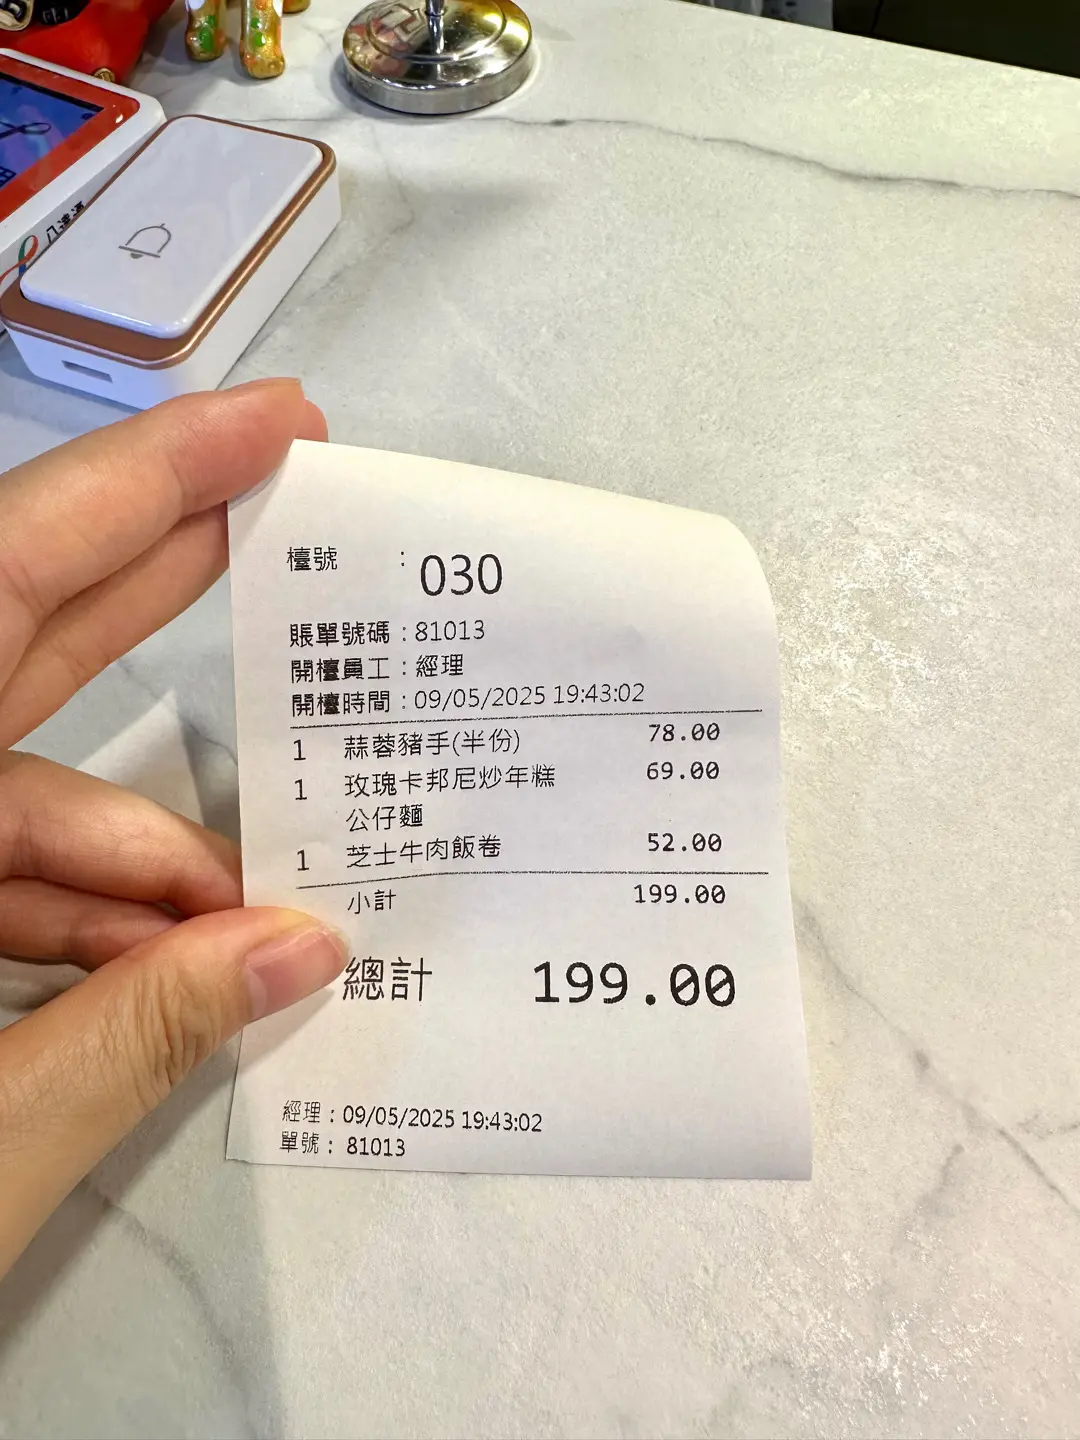 檯號 : 030
賬單號碼 : 81013
開檯員工 : 經理
開檯時間 : 09/05/2025 19:43:02
1 蒜蓉豬手(半份) 78.00
1 玫瑰卡邦尼炒年糕 69.00
公仔麵
1 芝士牛肉飯卷 52.00
小計 199.00
總計 199.00
經理 : 09/05/2025 19:43:02
單號 : 81013